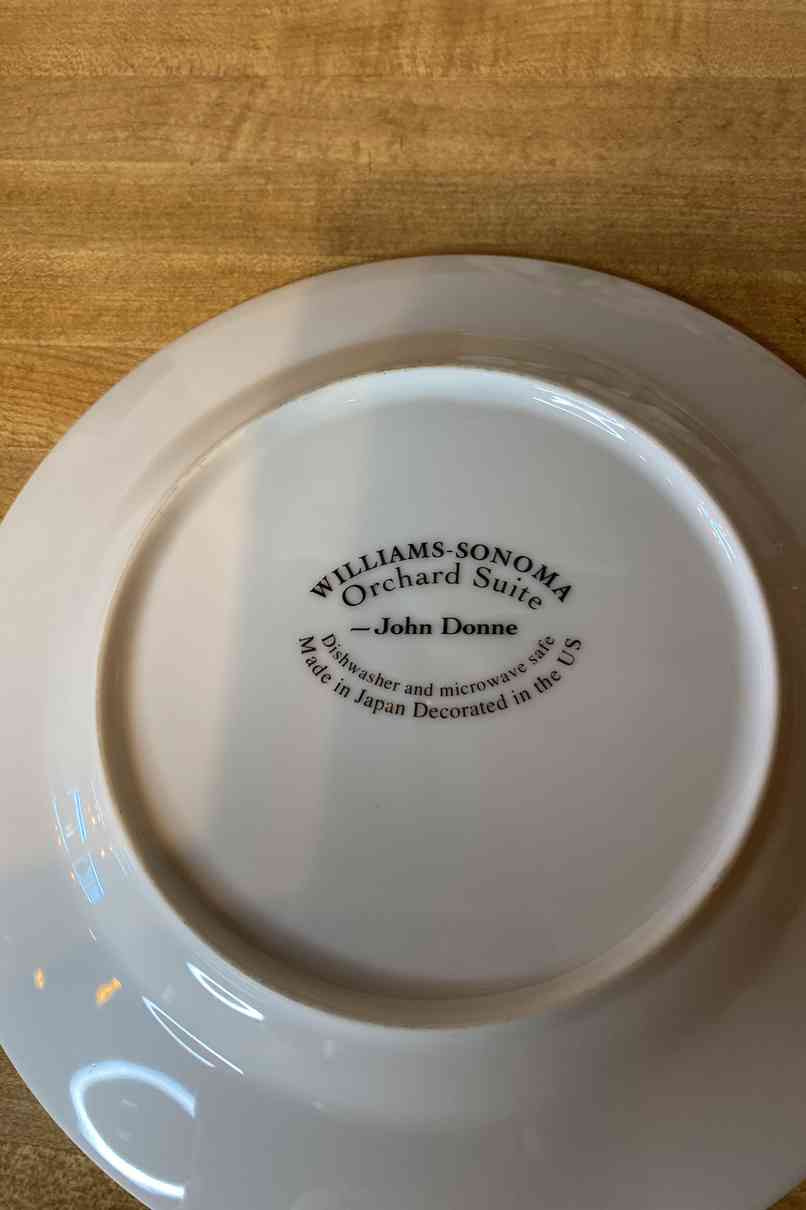 WILLIAMS-SONOMA
Orchard Suite
—John Donne
Dishwasher and microwave safe
Made in Japan Decorated in the US